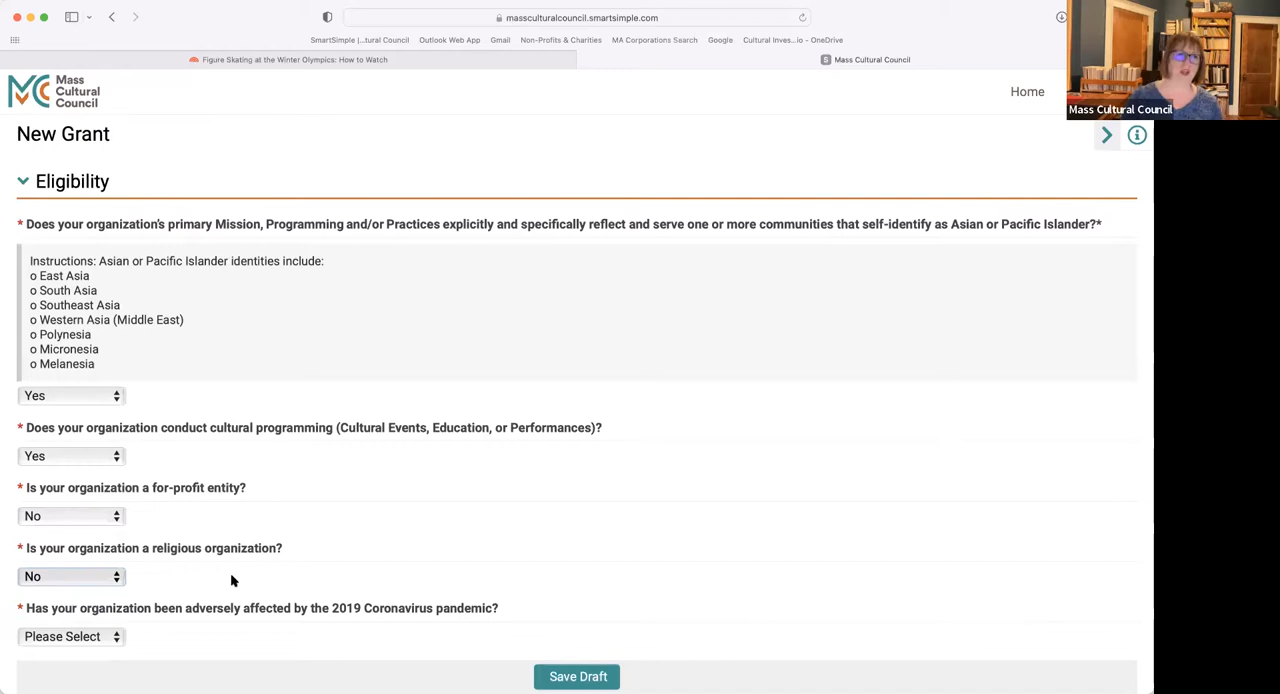 massculturalcouncil.smartsimple.com
SmartSimple |...tural Council Outlook Web App Gmail Non-Profits & Charities MA Corporations Search Google Cultural Inves...io - OneDrive
Figure Skating at the Winter Olympics: How to Watch
S Mass Cultural Council
MC Mass
Cultural
Council
Home
Mass Cultural Council
New Grant
Eligibility
* Does your organization's primary Mission, Programming and/or Practices explicitly and specifically reflect and serve one or more communities that self-identify as Asian or Pacific Islander?*
Instructions: Asian or Pacific Islander identities include:
o East Asia
o South Asia
o Southeast Asia
o Western Asia (Middle East)
o Polynesia
o Micronesia
o Melanesia
Yes
* Does your organization conduct cultural programming (Cultural Events, Education, or Performances)?
Yes
* Is your organization a for-profit entity?
No
* Is your organization a religious organization?
No
* Has your organization been adversely affected by the 2019 Coronavirus pandemic?
Please Select
Save Draft